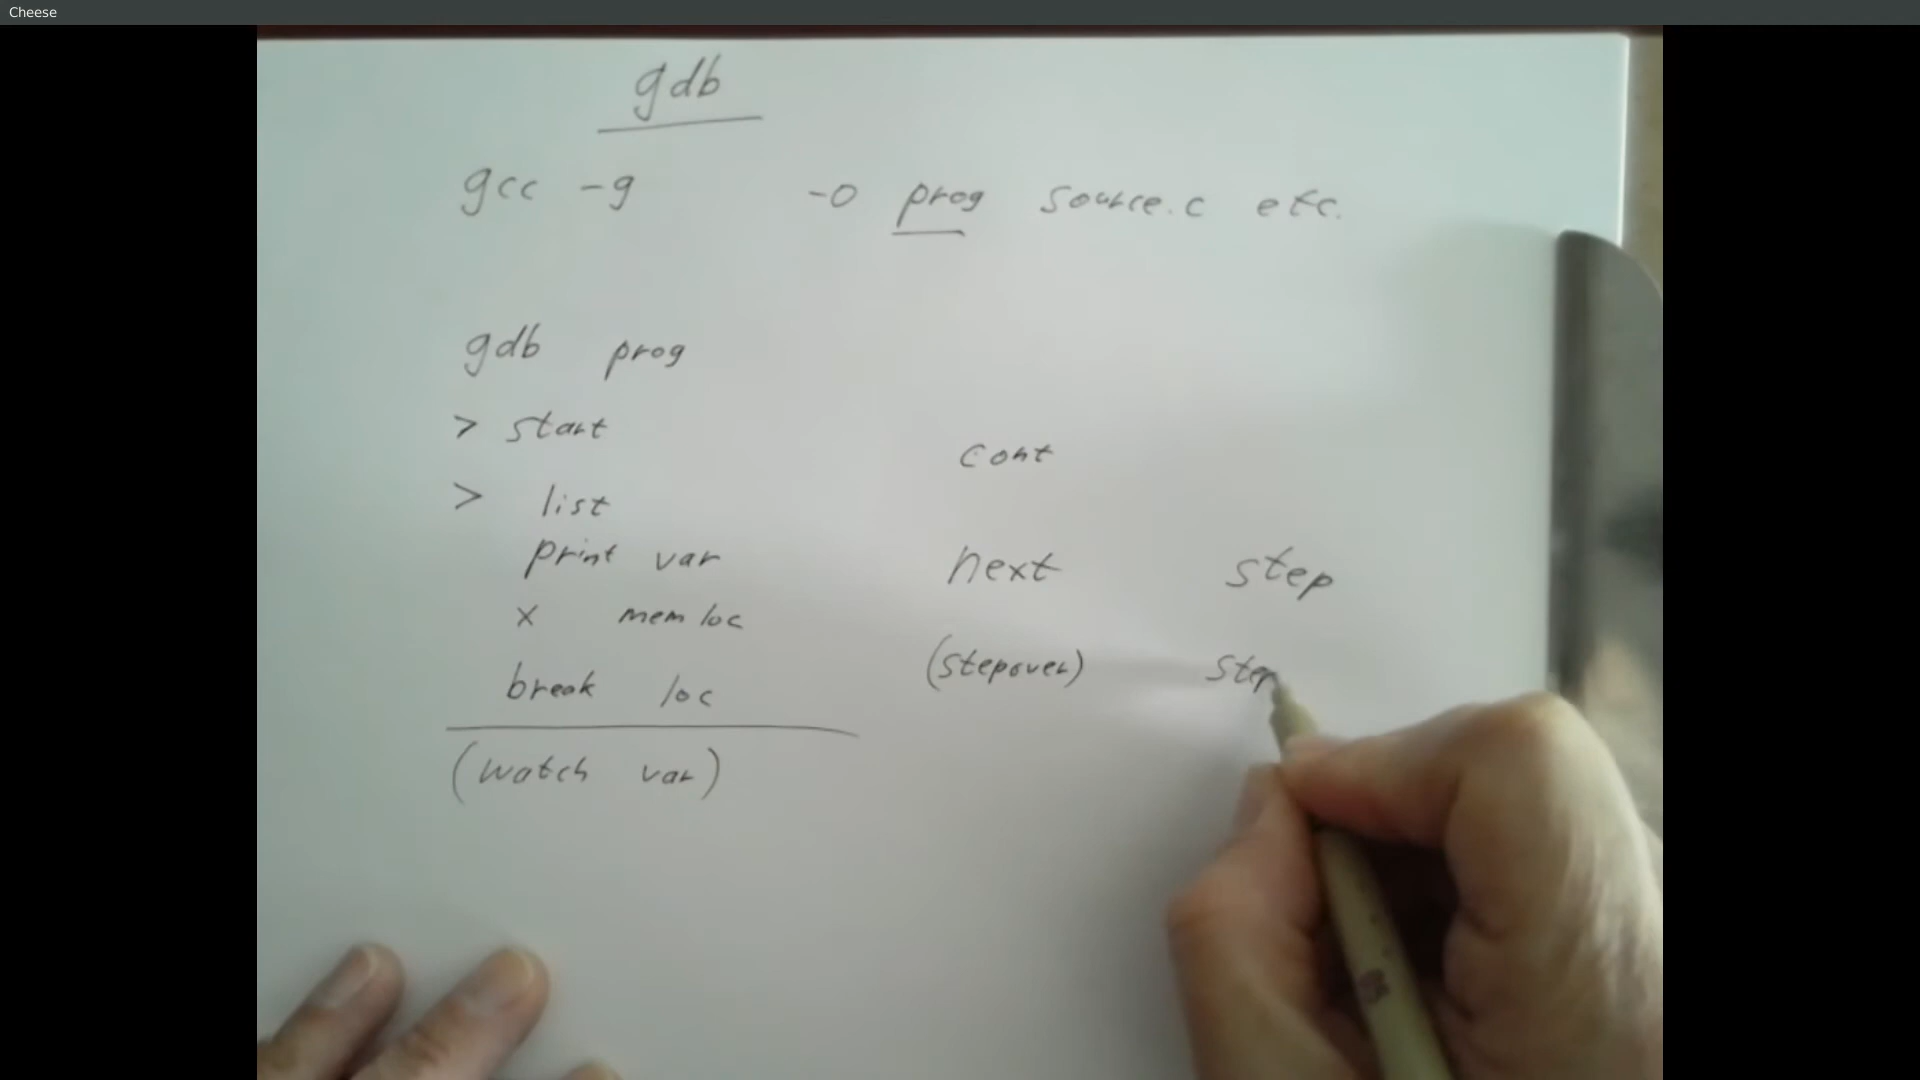 Cheese
gdb
gcc -g -o prog source.c etc.
gdb prog
> start
cont
> list
print var
next step
x mem loc
(stepover) step
break loc
(watch var)